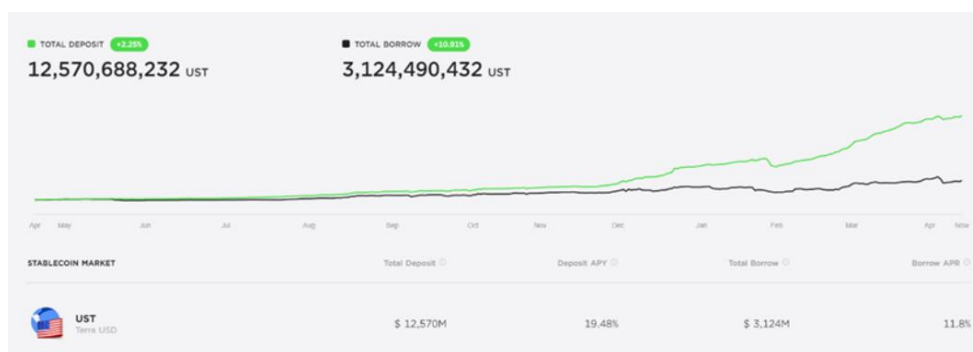 TOTAL DEPOSIT +2.25% TOTAL BORROW +10.91%
12,570,688,232 UST 3,124,490,432 UST
Apr May Jun Jul Aug Sep Oct Nov Dec Jan Feb Mar Apr Now
STABLECOIN MARKET Total Deposit Deposit APY Total Borrow Borrow APR
UST
Terra USD
$ 12,570M 19.48% $ 3,124M 11.8%